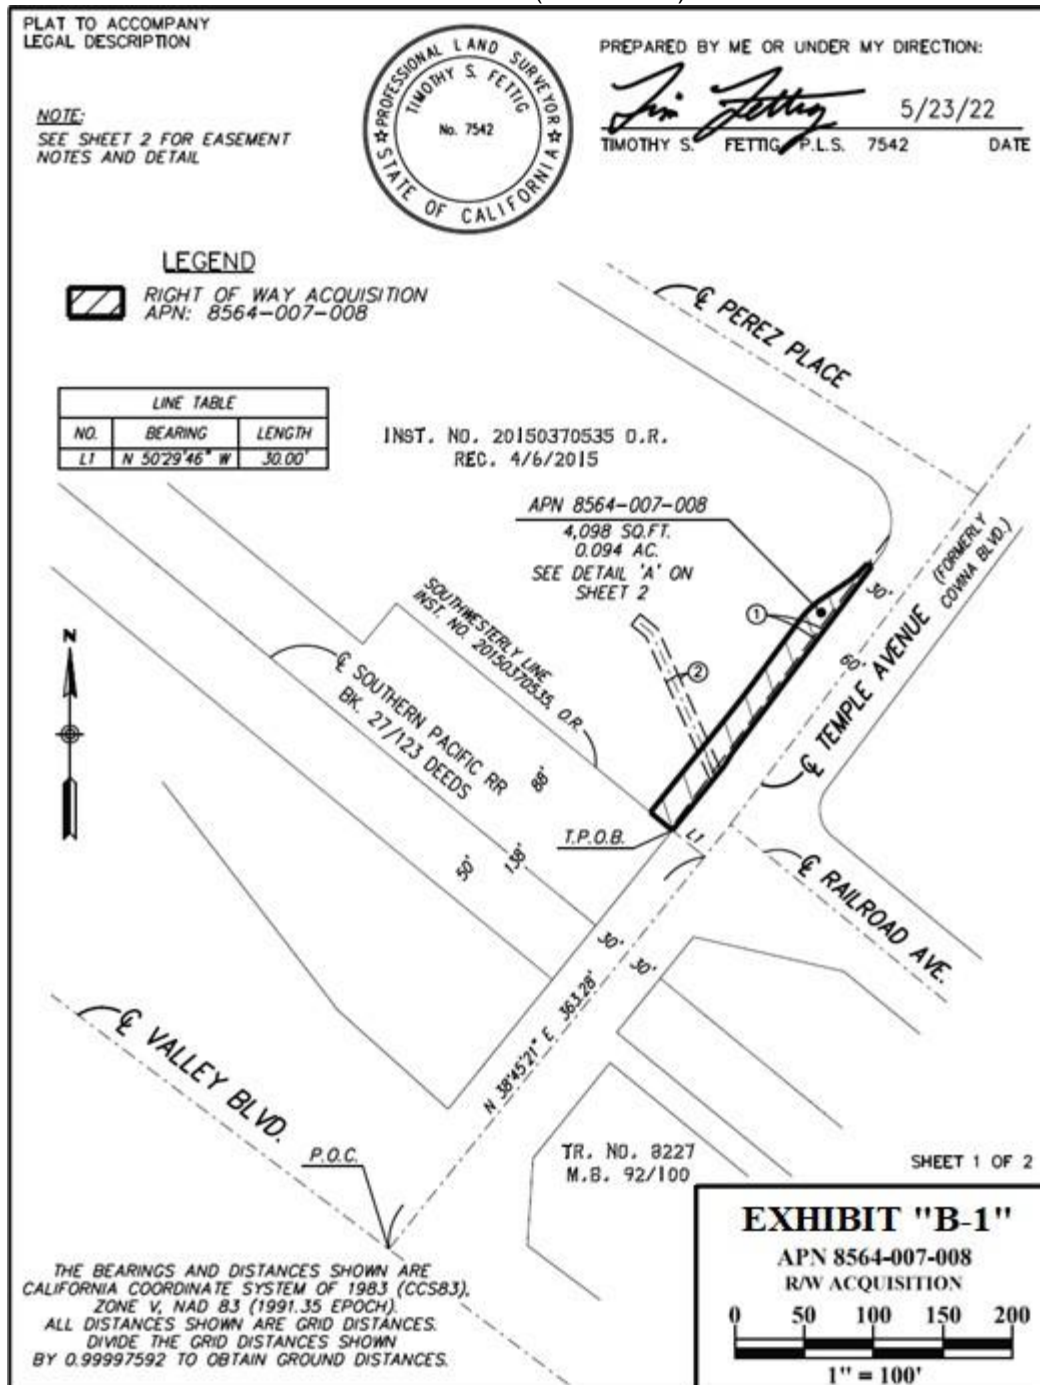 PLAT TO ACCOMPANY
LEGAL DESCRIPTION
NOTE:
SEE SHEET 2 FOR EASEMENT
NOTES AND DETAIL
PROFESSIONAL LAND SURVEYOR
TIMOTHY S. FETTIG
No. 7542
STATE OF CALIFORNIA
PREPARED BY ME OR UNDER MY DIRECTION:
Tim Fettig 5/23/22
TIMOTHY S. FETTIG, P.L.S. 7542 DATE
LEGEND
RIGHT OF WAY ACQUISITION
APN: 8564-007-008
LINE TABLE
NO. BEARING LENGTH
L1 N 50°29'46" W 30.00'
INST. NO. 20150370535 O.R.
REC. 4/6/2015
℄ PEREZ PLACE
APN 8564-007-008
4,098 SQ.FT.
0.094 AC.
SEE DETAIL 'A' ON
SHEET 2
(FORMERLY
COVINA BLVD.)
30'
1
60'
℄ TEMPLE AVENUE
2
SOUTHWESTERLY LINE
INST. NO. 20150370535, O.R.
N
℄ SOUTHERN PACIFIC RR
BK. 27/123 DEEDS
88'
138'
50'
T.P.O.B.
L1
℄ RAILROAD AVE.
30'
30'
N 38°45'21" E 363.28'
℄ VALLEY BLVD.
P.O.C.
TR. NO. 8227
M.B. 92/100
SHEET 1 OF 2
THE BEARINGS AND DISTANCES SHOWN ARE
CALIFORNIA COORDINATE SYSTEM OF 1983 (CCS83),
ZONE V, NAD 83 (1991.35 EPOCH).
ALL DISTANCES SHOWN ARE GRID DISTANCES.
DIVIDE THE GRID DISTANCES SHOWN
BY 0.99997592 TO OBTAIN GROUND DISTANCES.
EXHIBIT "B-1"
APN 8564-007-008
R/W ACQUISITION
0 50 100 150 200
1" = 100'